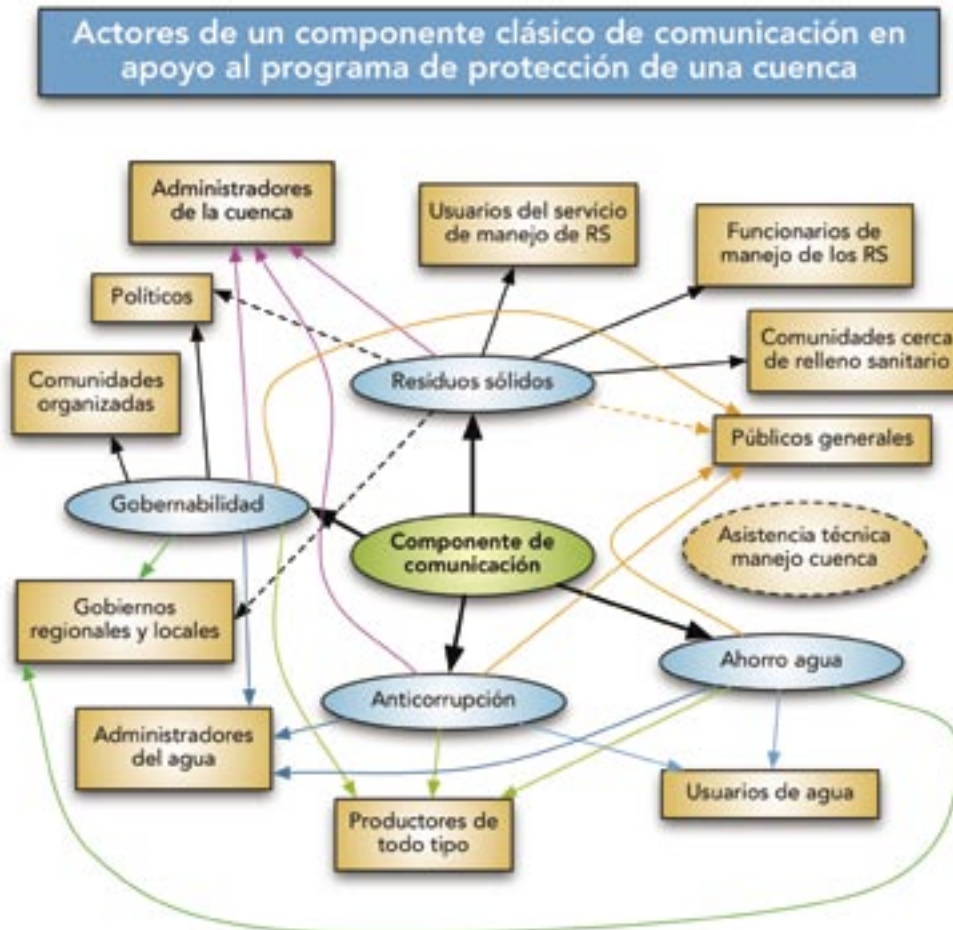 Actores de un componente clásico de comunicación en
apoyo al programa de protección de una cuenca
Administradores
de la cuenca
Usuarios del servicio
de manejo de RS
Funcionarios de
manejo de los RS
Políticos
Comunidades cerca
de relleno sanitario
Comunidades
organizadas
Residuos sólidos
Públicos generales
Gobernabilidad
Componente de
comunicación
Asistencia técnica
manejo cuenca
Gobiernos
regionales y locales
Ahorro agua
Anticorrupción
Administradores
del agua
Usuarios de agua
Productores de
todo tipo